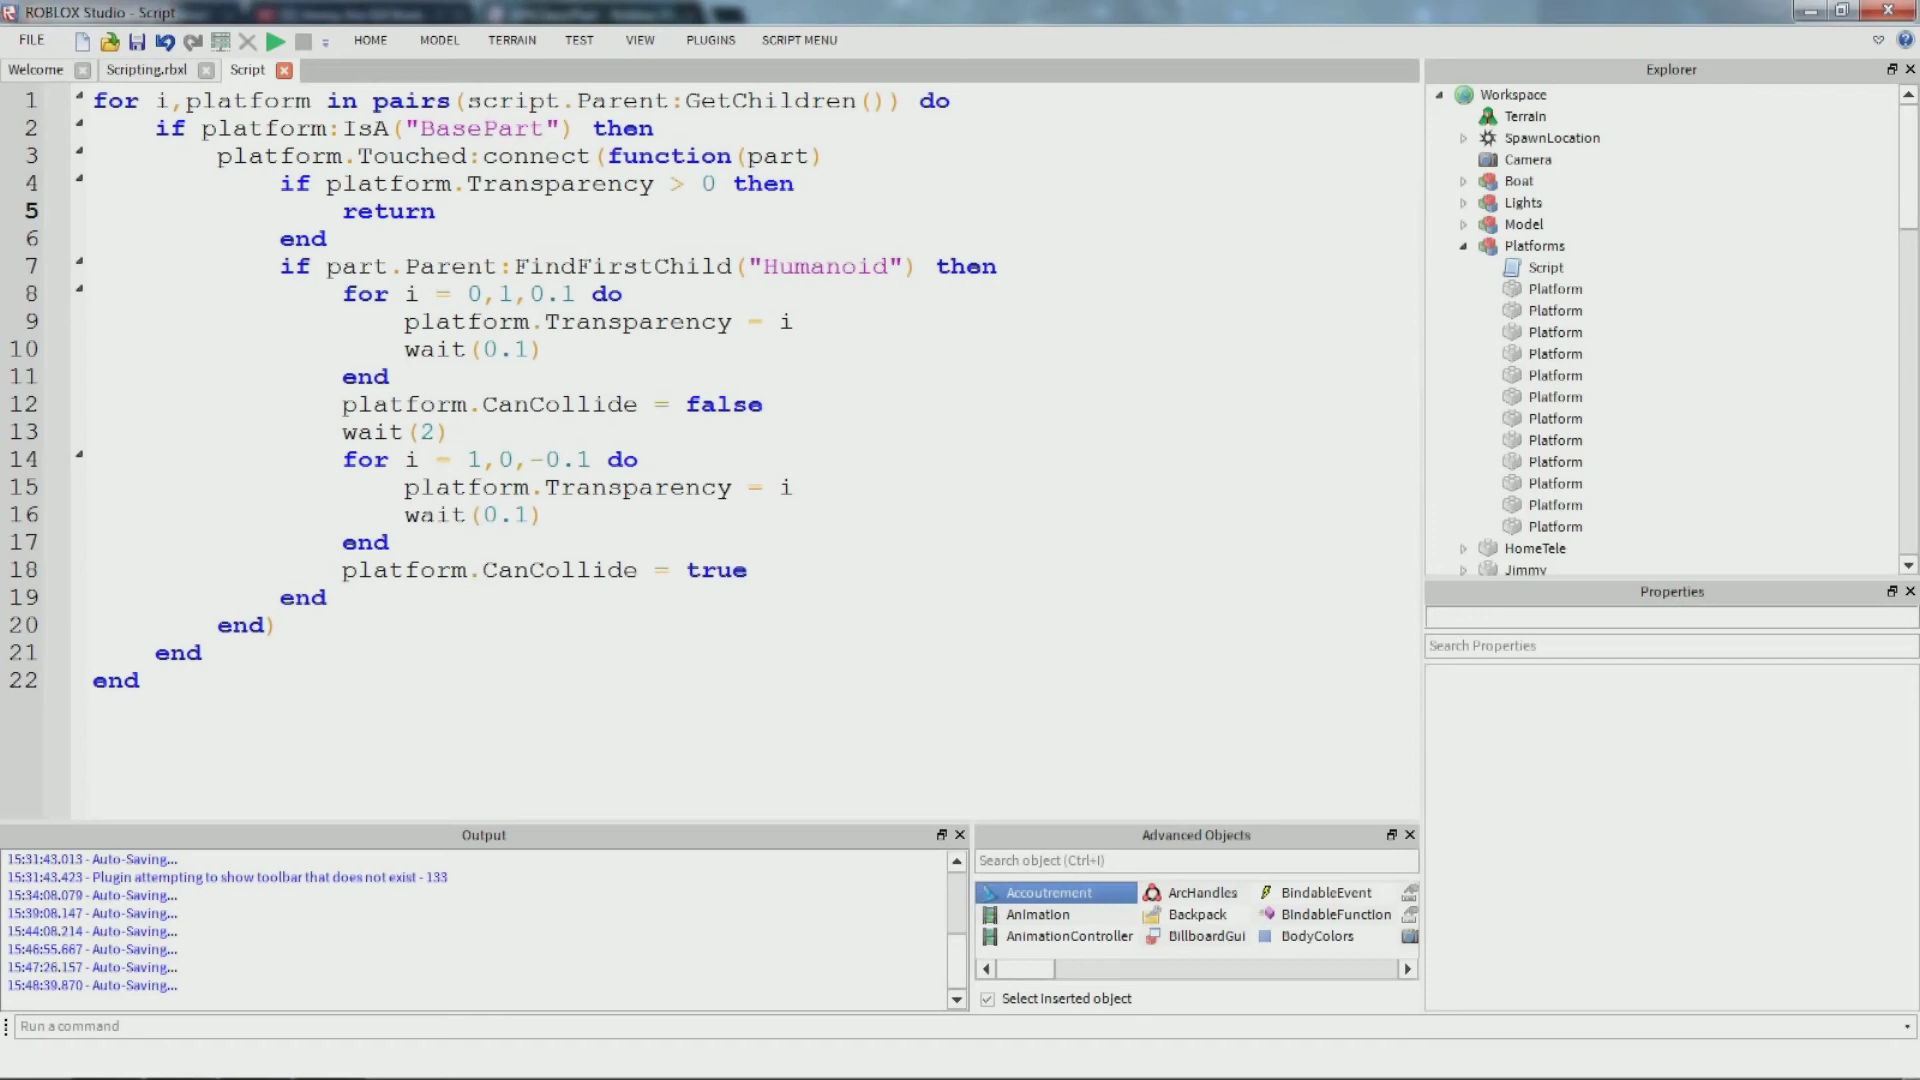 ROBLOX Studio - Script
FILE HOME MODEL TERRAIN TEST VIEW PLUGINS SCRIPT MENU
Welcome Scripting.rbxl Script
1 for i,platform in pairs(script.Parent:GetChildren()) do
2 if platform:IsA("BasePart") then
3 platform.Touched:connect(function(part)
4 if platform.Transparency > 0 then
5 return
6 end
7 if part.Parent:FindFirstChild("Humanoid") then
8 for i = 0,1,0.1 do
9 platform.Transparency = i
10 wait(0.1)
11 end
12 platform.CanCollide = false
13 wait(2)
14 for i = 1,0,-0.1 do
15 platform.Transparency = i
16 wait(0.1)
17 end
18 platform.CanCollide = true
19 end
20 end)
21 end
22 end
Explorer
Workspace
Terrain
SpawnLocation
Camera
Boat
Lights
Model
Platforms
Script
Platform
Platform
Platform
Platform
Platform
Platform
Platform
Platform
Platform
Platform
Platform
Platform
HomeTele
Jimmy
Properties
Search Properties
Output
15:31:43.013 - Auto-Saving...
15:31:43.423 - Plugin attempting to show toolbar that does not exist - 133
15:34:08.079 - Auto-Saving...
15:39:08.147 - Auto-Saving...
15:44:08.214 - Auto-Saving...
15:46:55.667 - Auto-Saving...
15:47:26.157 - Auto-Saving...
15:48:39.870 - Auto-Saving...
Advanced Objects
Search object (Ctrl+I)
Accoutrement ArcHandles BindableEvent
Animation Backpack BindableFunction
AnimationController BillboardGui BodyColors
Select Inserted object
Run a command